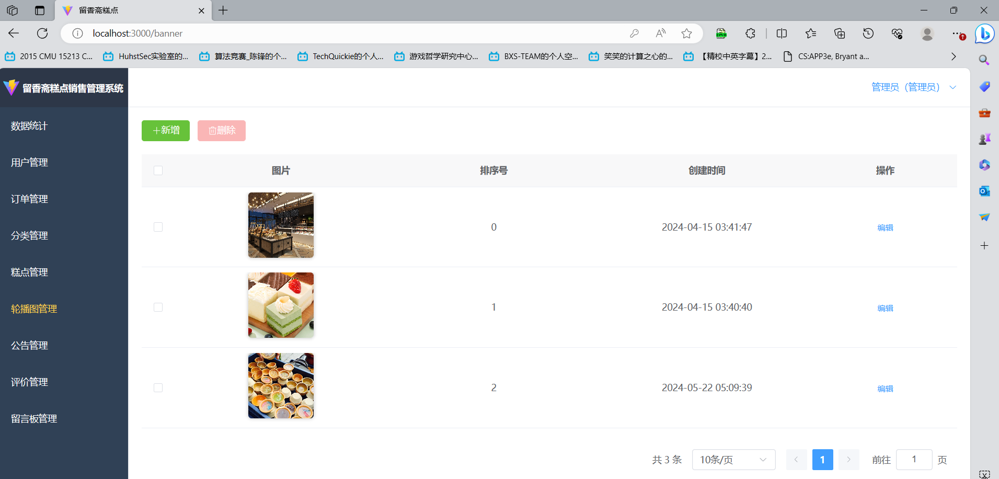 留香斋糕点
localhost:3000/banner
2015 CMU 15213 C... HuhstSec实验室的... 算法竞赛_陈锋的个... TechQuickie的个人... 游戏哲学研究中心... BXS-TEAM的个人空... 笑笑的计算之心的... 【精校中英字幕】2... CS:APP3e, Bryant a...
留香斋糕点销售管理系统
管理员（管理员）
数据统计
用户管理
订单管理
分类管理
糕点管理
轮播图管理
公告管理
评价管理
留言板管理
新增 删除
图片 排序号 创建时间 操作
0 2024-04-15 03:41:47 编辑
1 2024-04-15 03:40:40 编辑
2 2024-05-22 05:09:39 编辑
共 3 条 10条/页 1 前往 1 页